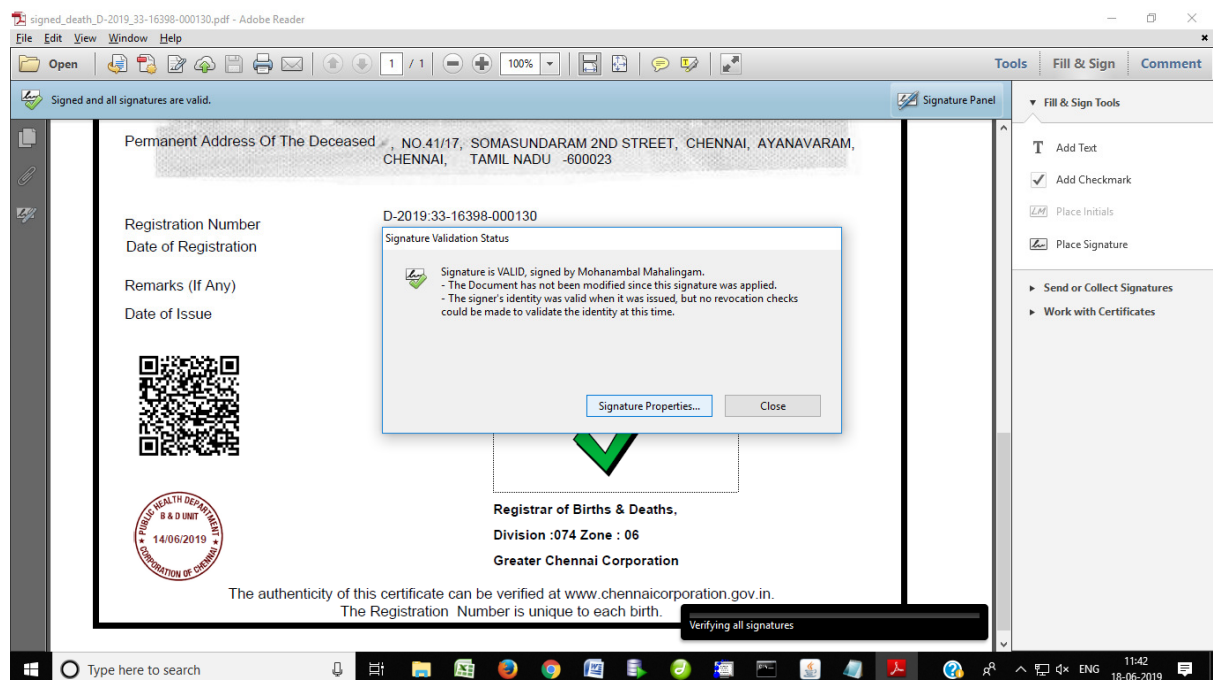 signed_death_D-2019_33-16398-000130.pdf - Adobe Reader
File Edit View Window Help
Open 1 / 1 100% Tools Fill & Sign Comment
Signed and all signatures are valid. Signature Panel
Fill & Sign Tools
T Add Text
Add Checkmark
LM Place Initials
Place Signature
Send or Collect Signatures
Work with Certificates
Permanent Address Of The Deceased , NO.41/17, SOMASUNDARAM 2ND STREET, CHENNAI, AYANAVARAM,
CHENNAI, TAMIL NADU -600023
Registration Number D-2019:33-16398-000130
Date of Registration
Remarks (If Any)
Date of Issue
Signature Validation Status
Signature is VALID, signed by Mohanambal Mahalingam.
- The Document has not been modified since this signature was applied.
- The signer's identity was valid when it was issued, but no revocation checks
could be made to validate the identity at this time.
Signature Properties... Close
PUBLIC HEALTH DEPARTMENT
B & D UNIT
14/06/2019
CORPORATION OF CHENNAI
Registrar of Births & Deaths,
Division :074 Zone : 06
Greater Chennai Corporation
The authenticity of this certificate can be verified at www.chennaicorporation.gov.in.
The Registration Number is unique to each birth.
Verifying all signatures
Type here to search
ENG
11:42
18-06-2019